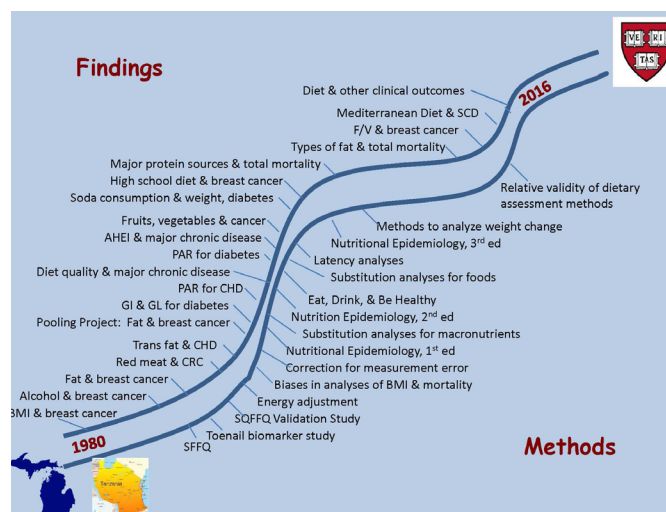 Findings
VE RI
TAS
2016
Diet & other clinical outcomes
Mediterranean Diet & SCD
F/V & breast cancer
Types of fat & total mortality
Major protein sources & total mortality
High school diet & breast cancer
Soda consumption & weight, diabetes
Fruits, vegetables & cancer
AHEI & major chronic disease
PAR for diabetes
Diet quality & major chronic disease
PAR for CHD
GI & GL for diabetes
Pooling Project: Fat & breast cancer
Trans fat & CHD
Red meat & CRC
Fat & breast cancer
Alcohol & breast cancer
BMI & breast cancer
1980
Relative validity of dietary
assessment methods
Methods to analyze weight change
Nutritional Epidemiology, 3rd ed
Latency analyses
Substitution analyses for foods
Eat, Drink, & Be Healthy
Nutrition Epidemiology, 2nd ed
Substitution analyses for macronutrients
Nutritional Epidemiology, 1st ed
Correction for measurement error
Biases in analyses of BMI & mortality
Energy adjustment
SQFFQ Validation Study
Toenail biomarker study
SFFQ
Methods
Tanzania